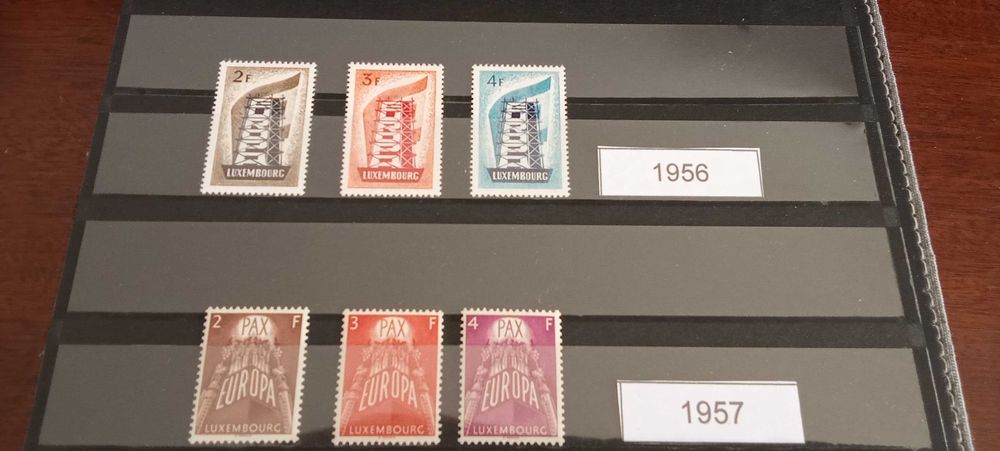 2F
EUROPA
LUXEMBOURG
3F
EUROPA
LUXEMBOURG
4F
EUROPA
LUXEMBOURG
1956
2 PAX F
EUROPA
LUXEMBOURG
3 PAX F
EUROPA
LUXEMBOURG
4 PAX F
EUROPA
LUXEMBOURG
1957